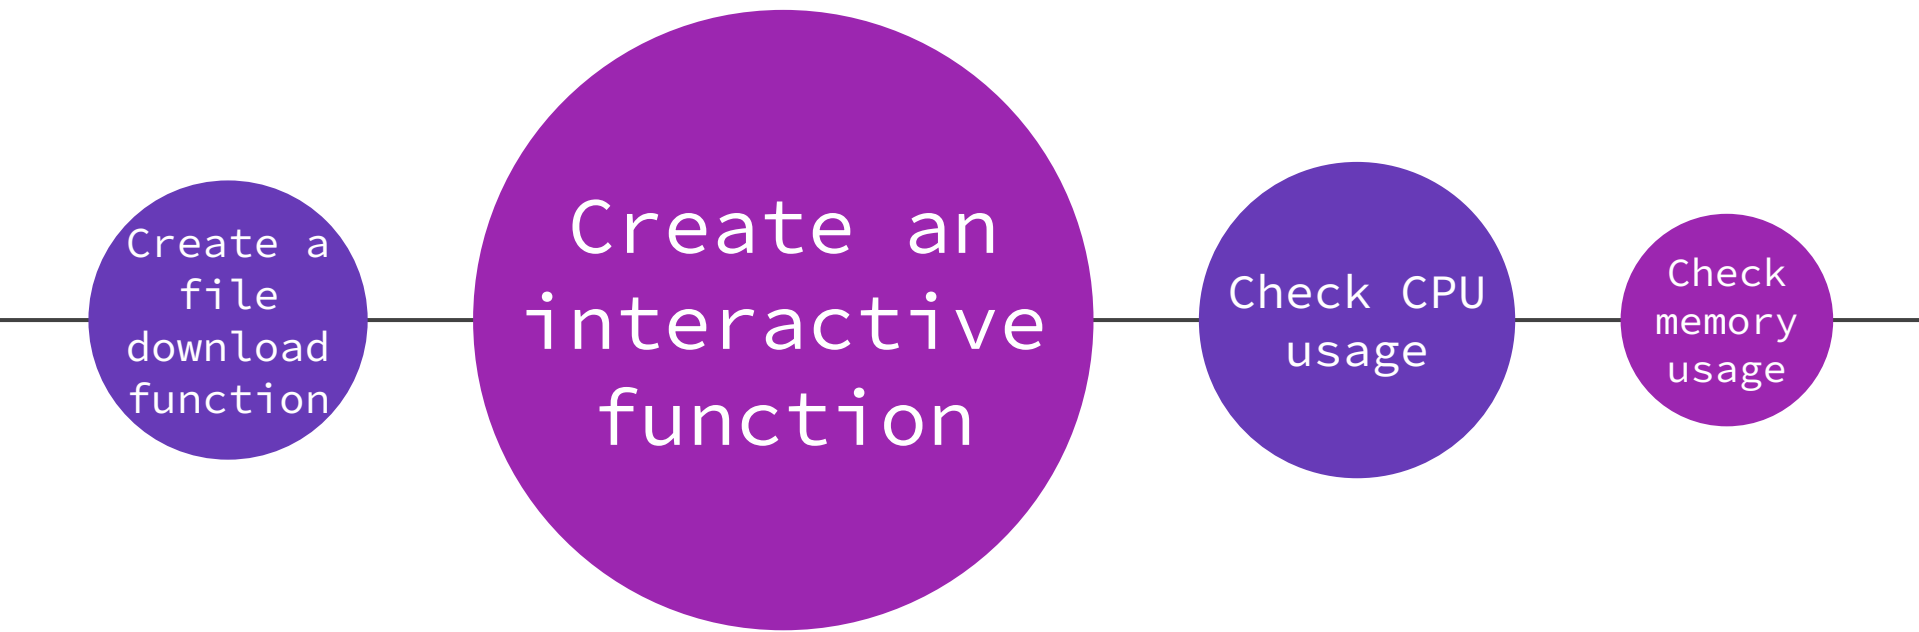 Create a
file
download
function
Create an
interactive
function
Check CPU
usage
Check
memory
usage